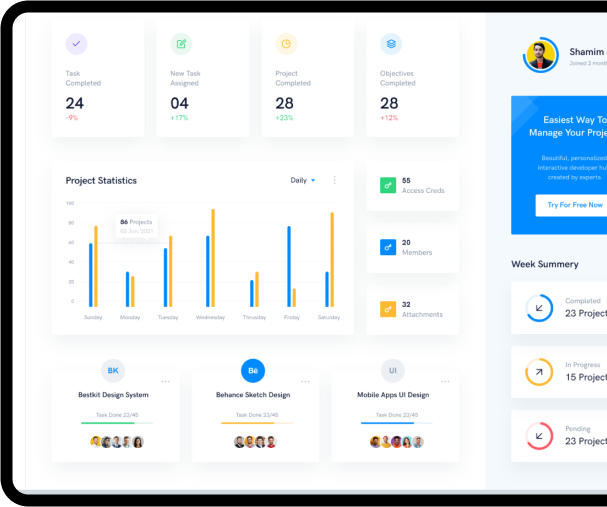 Task
Completed
24
-9%
New Task
Assigned
04
+17%
Project
Completed
28
+23%
Objectives
Completed
28
+12%
Project Statistics
Daily
100
80
60
40
20
0
86 Projects
02 Jun, 2021
Sunday
Monday
Tuesday
Wednesday
Thrusday
Friday
Saturday
55
Access Creds
20
Members
32
Attachments
BK
Bestkit Design System
Task Done 22/45
Bē
Behance Sketch Design
Task Done 23/45
UI
Mobile Apps UI Design
Task Done 22/45
Shamim
Joined 2 month
Easiest Way To
Manage Your Proje
Beautiful, personalized
interactive developer hu
created by experts
Try For Free Now
Week Summery
Completed
23 Project
In Progress
15 Project
Pending
23 Project